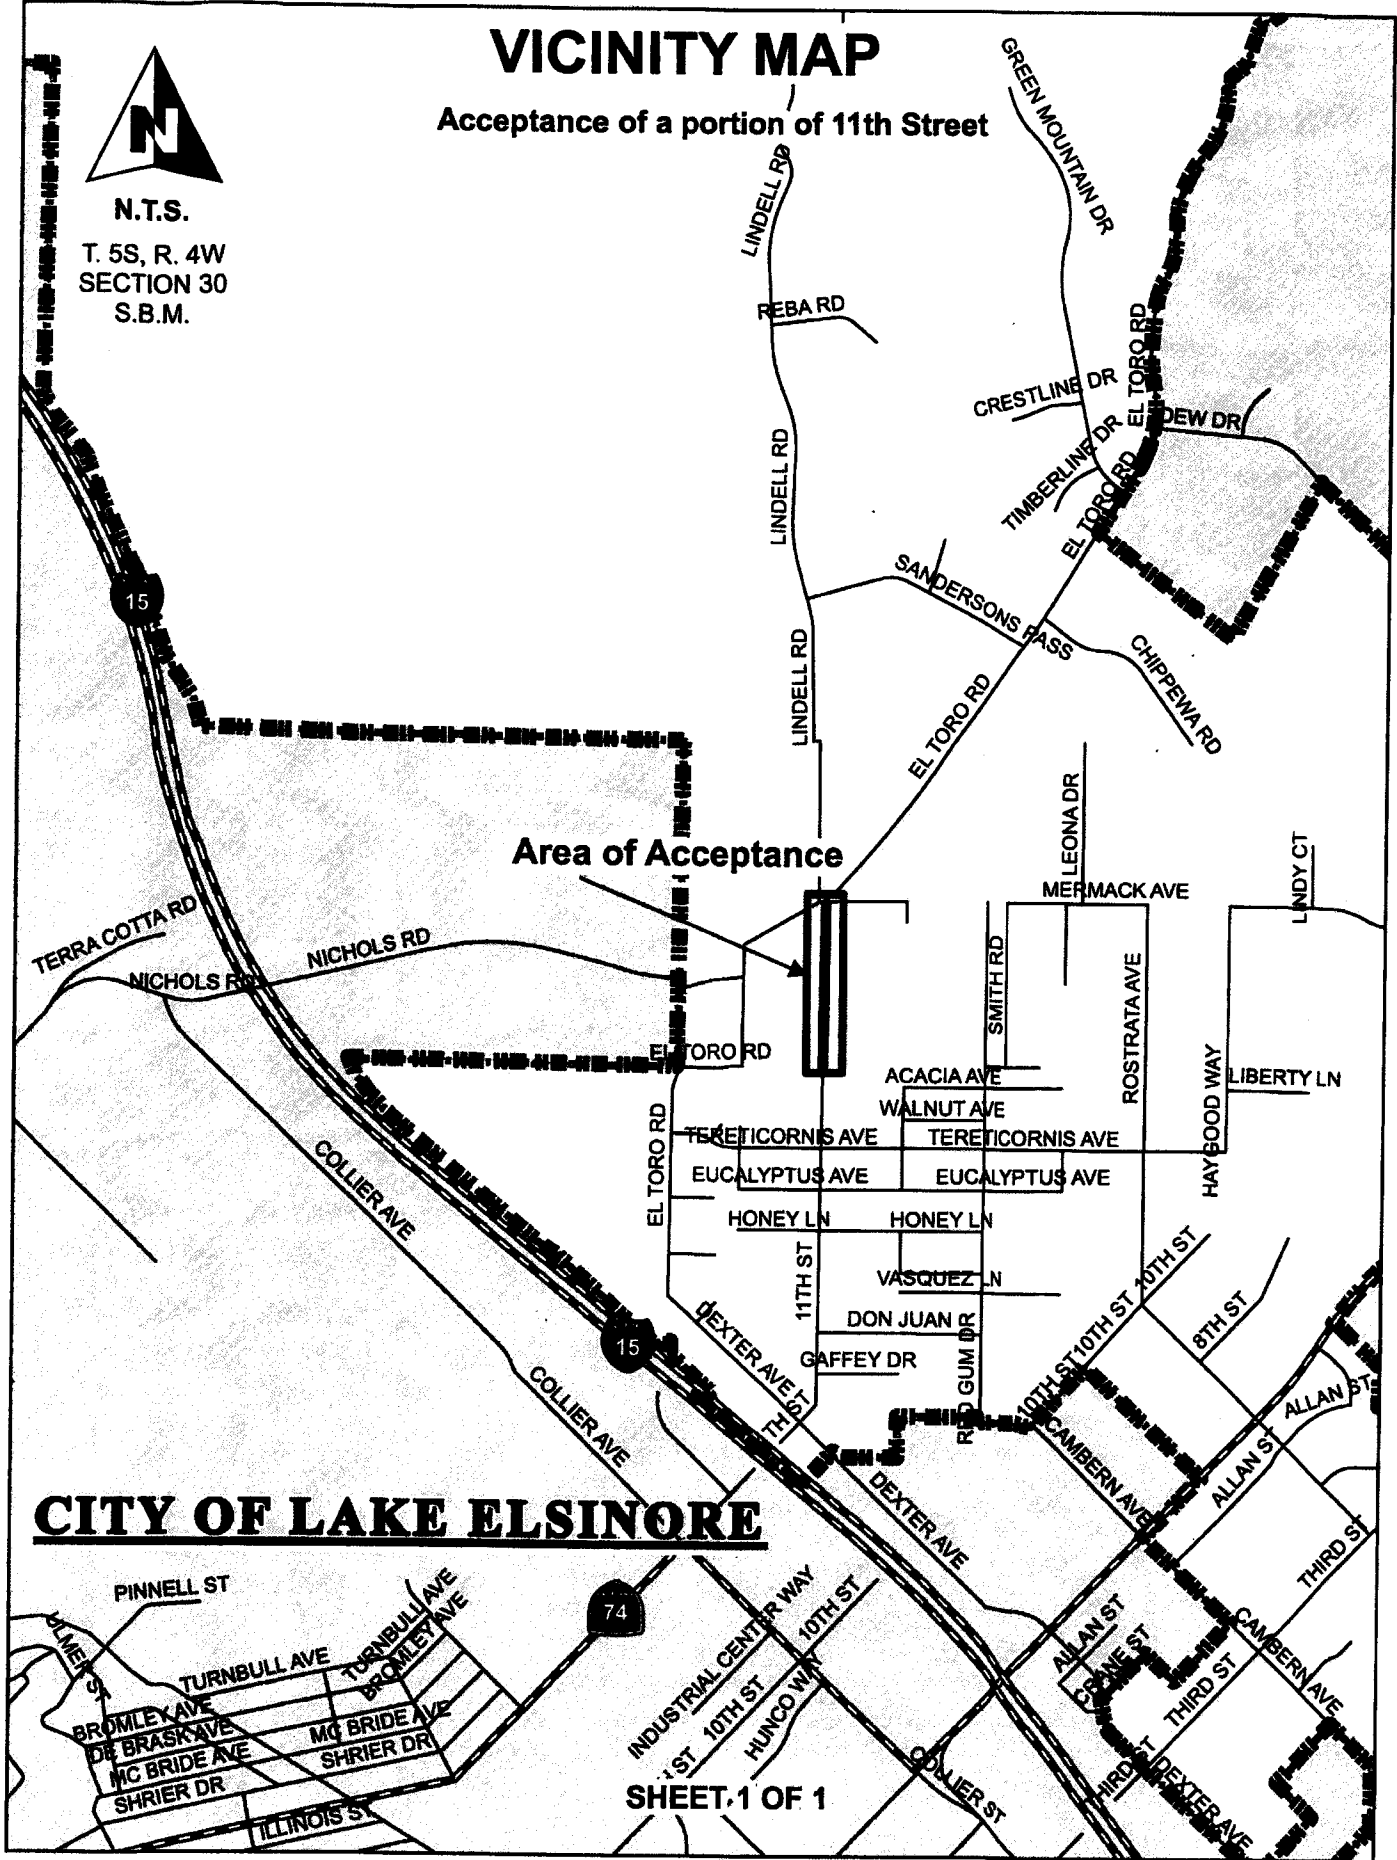 VICINITY MAP
Acceptance of a portion of 11th Street
N
N.T.S.
T. 5S, R. 4W
SECTION 30
S.B.M.
GREEN MOUNTAIN DR
LINDELL RD
REBA RD
EL TORO RD
CRESTLINE DR
DEW DR
TIMBERLINE DR
LINDELL RD
EL TORO RD
15
SANDERSONS PASS
LINDELL RD
CHIPPEWA RD
EL TORO RD
LEONA DR
Area of Acceptance
LINDY CT
MERMACK AVE
TERRA COTTA RD
NICHOLS RD
NICHOLS RD
SMITH RD
ROSTRATA AVE
EL TORO RD
ACACIA AVE
LIBERTY LN
WALNUT AVE
HAYGOOD WAY
EL TORO RD
TERETICORNIS AVE
TERETICORNIS AVE
COLLIER AVE
EUCALYPTUS AVE
EUCALYPTUS AVE
HONEY LN
HONEY LN
11TH ST
VASQUEZ LN
10TH ST
10TH ST
10TH ST
8TH ST
DEXTER AVE
DON JUAN
15
GAFFEY DR
RED GUM DR
ALLAN ST
COLLIER AVE
TH ST
CAMBERN AVE
ALLAN ST
DEXTER AVE
CITY OF LAKE ELSINORE
THIRD ST
PINNELL ST
74
TURNBULL AVE
BROMLEY AVE
INDUSTRIAL CENTER WAY
10TH ST
ALLAN ST
CRANE ST
CAMBERN AVE
TURNBULL AVE
10TH ST
HUNCO WAY
THIRD ST
BROMLEY AVE
DE BRASK AVE
MC BRIDE AVE
MC BRIDE AVE
SHRIER DR
SHRIER DR
ST
COLLIER ST
DEXTER AVE
ILLINOIS ST
SHEET 1 OF 1